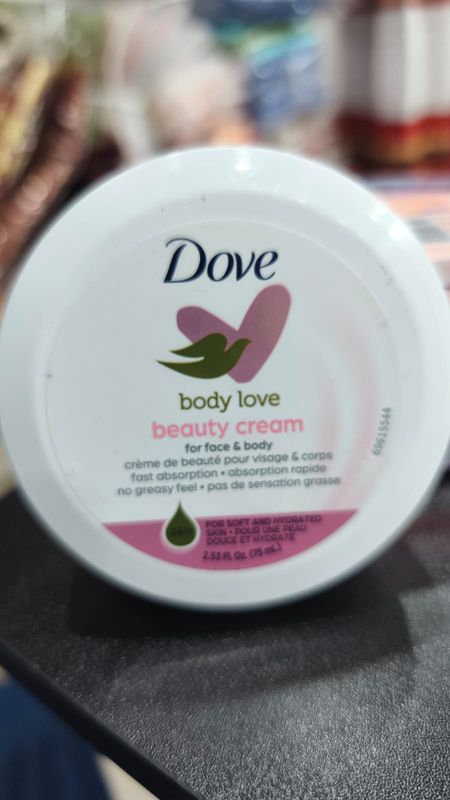 Dove
body love
beauty cream
for face & body
crème de beauté pour visage & corps
fast absorption • absorption rapide
no greasy feel • pas de sensation grasse
24h
FOR SOFT AND HYDRATED
SKIN • POUR UNE PEAU
DOUCE ET HYDRATÉE
2.53 FL OZ. (75 mL)
69615544